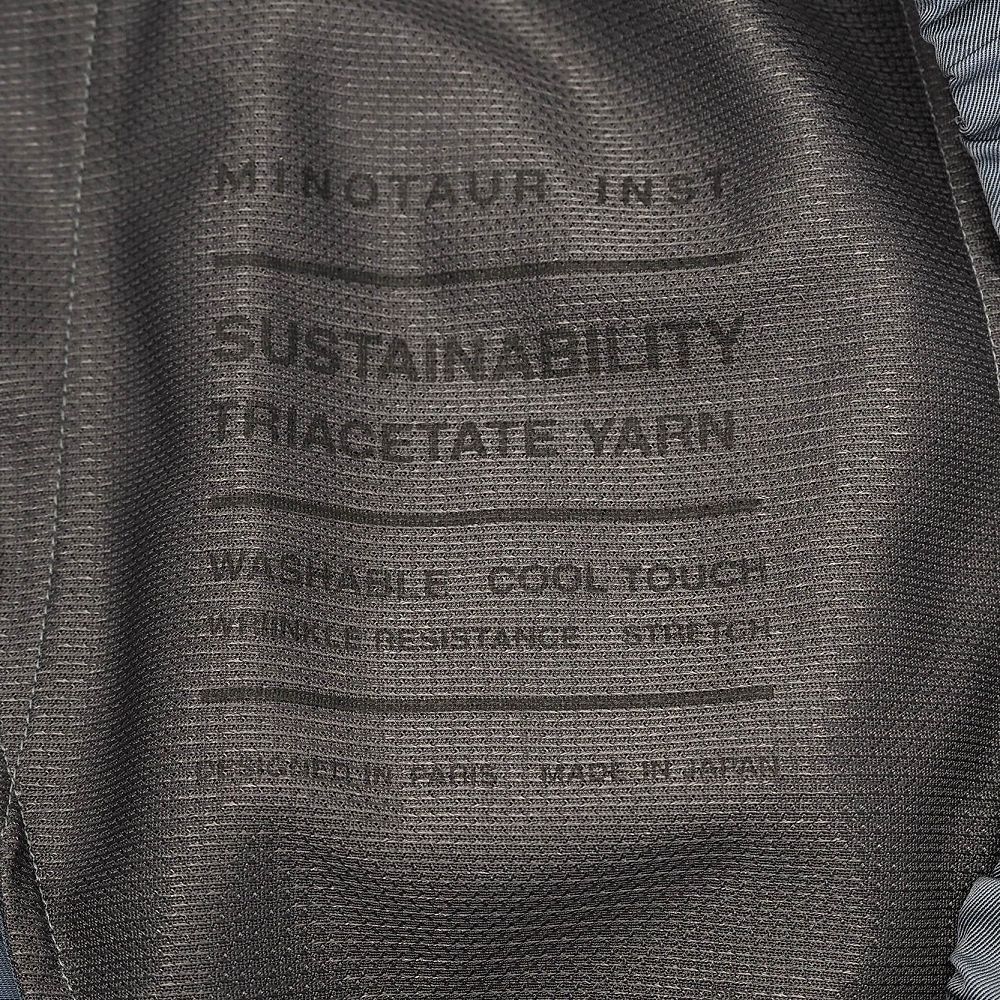 MINOTAUR INST.
SUSTAINABILITY
TRIACETATE YARN
WASHABLE COOL TOUCH
WRINKLE RESISTANCE STRETCH
DESIGNED IN PARIS MADE IN JAPAN